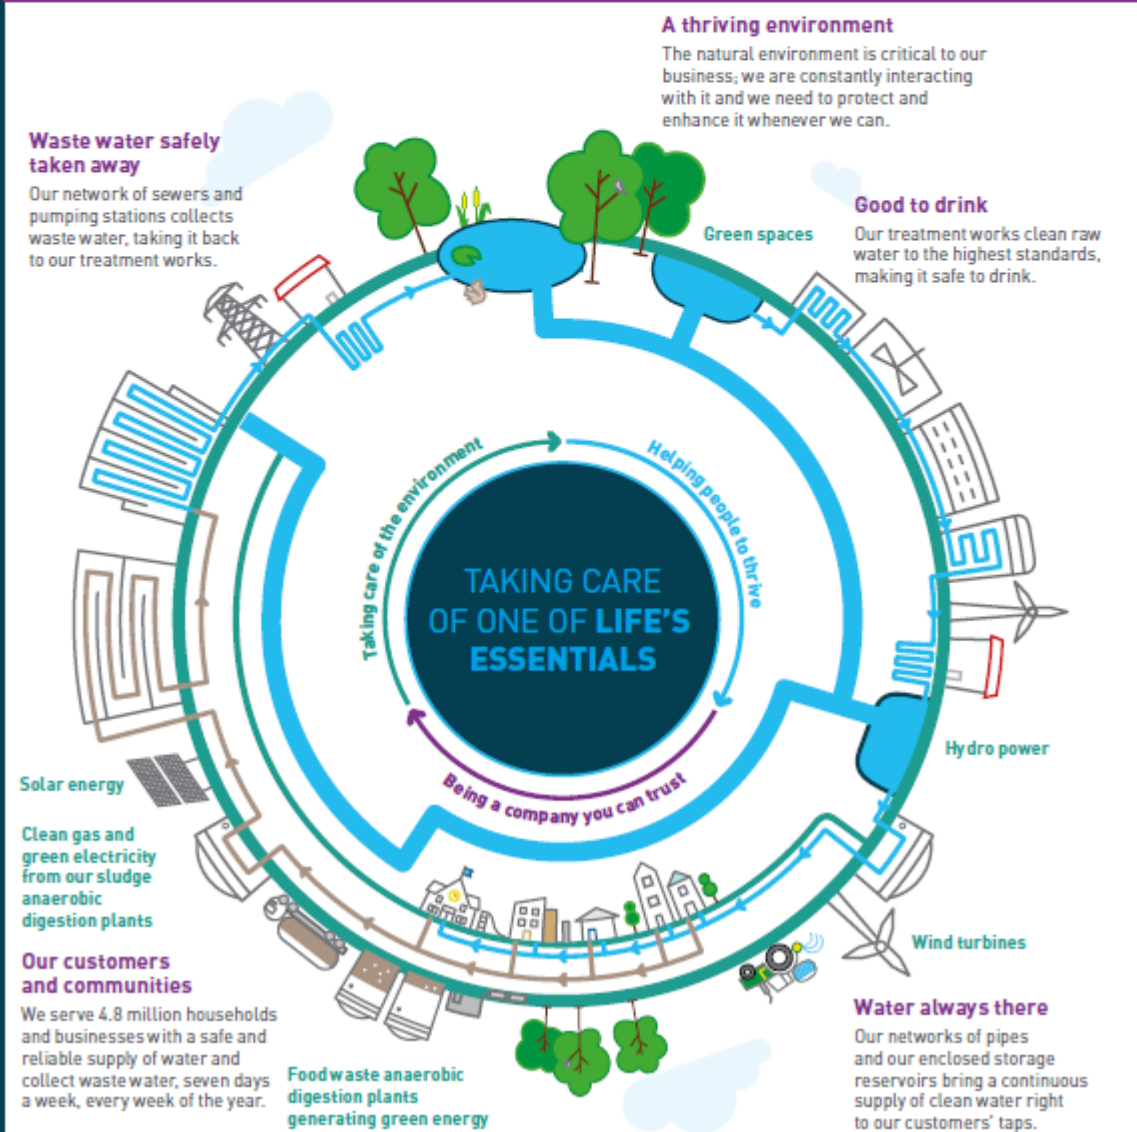 A thriving environment
The natural environment is critical to our
business; we are constantly interacting
with it and we need to protect and
enhance it whenever we can.
Waste water safely
taken away
Our network of sewers and
pumping stations collects
waste water, taking it back
to our treatment works.
Green spaces
Good to drink
Our treatment works clean raw
water to the highest standards,
making it safe to drink.
Taking care of the environment
Helping people to thrive
Being a company you can trust
TAKING CARE
OF ONE OF LIFE'S
ESSENTIALS
Hydro power
Solar energy
Clean gas and
green electricity
from our sludge
anaerobic
digestion plants
Wind turbines
Our customers
and communities
We serve 4.8 million households
and businesses with a safe and
reliable supply of water and
collect waste water, seven days
a week, every week of the year.
Food waste anaerobic
digestion plants
generating green energy
Water always there
Our networks of pipes
and our enclosed storage
reservoirs bring a continuous
supply of clean water right
to our customers' taps.